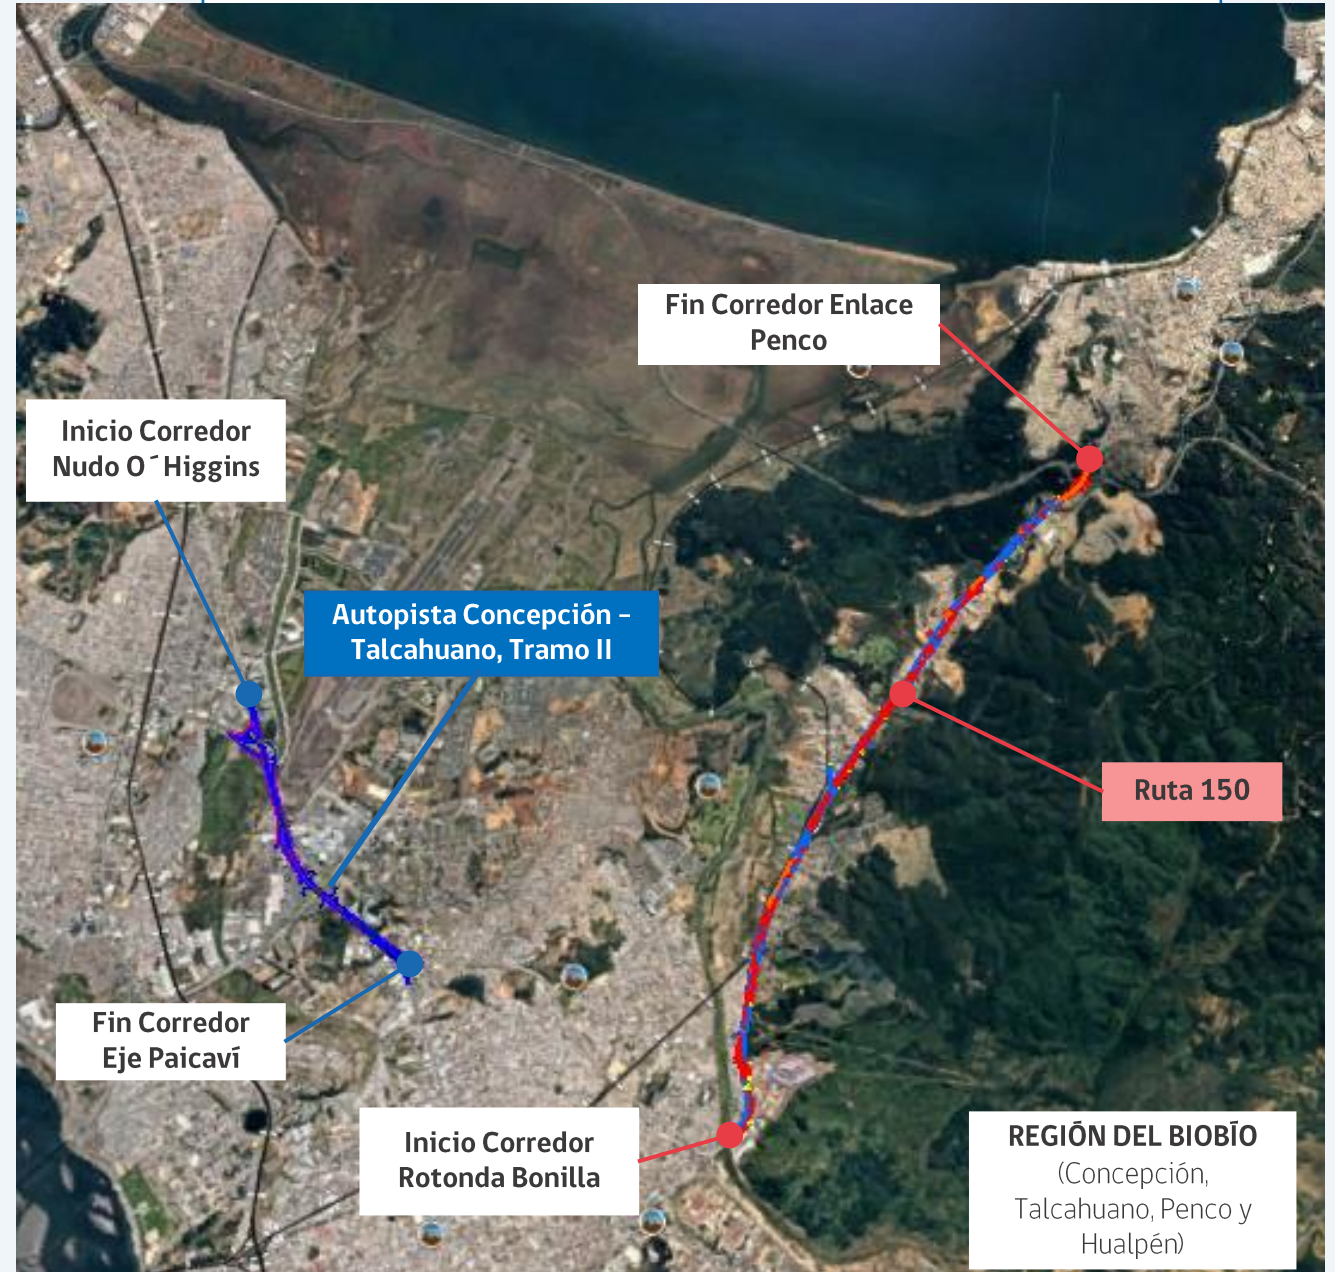 Fin Corredor Enlace
Penco
Inicio Corredor
Nudo O´Higgins
Autopista Concepción -
Talcahuano, Tramo II
Ruta 150
Fin Corredor
Eje Paicaví
Inicio Corredor
Rotonda Bonilla
REGIÓN DEL BIOBÍO
(Concepción,
Talcahuano, Penco y
Hualpén)